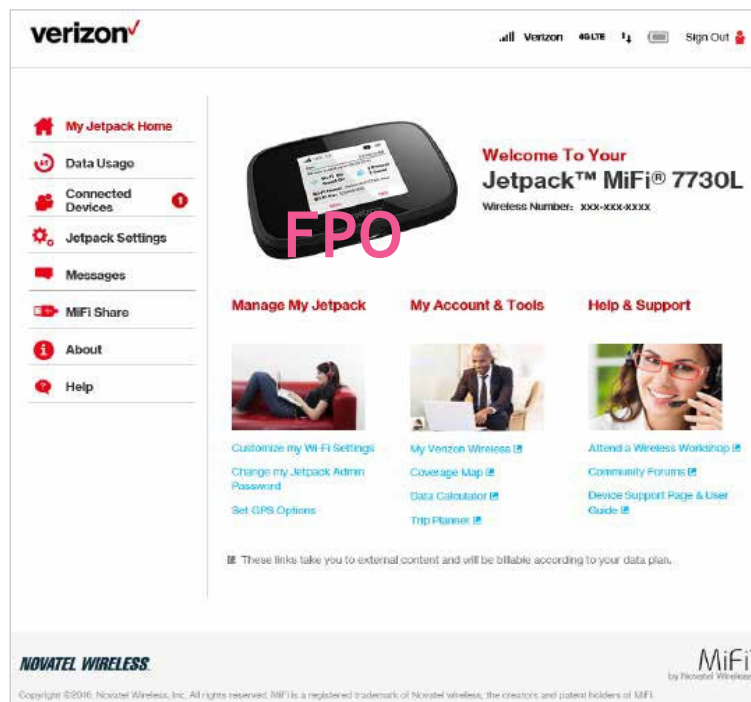 verizon
Verizon 4G LTE Sign Out
My Jetpack Home
Data Usage
Connected
Devices
1
Jetpack Settings
Messages
MiFi Share
About
Help
FPO
Welcome To Your
Jetpack™ MiFi® 7730L
Wireless Number: xxx-xxx-xxxx
Manage My Jetpack
Customize my Wi-Fi Settings
Change my Jetpack Admin
Password
Set GPS Options
My Account & Tools
My Verizon Wireless
Coverage Map
Data Calculator
Trip Planner
Help & Support
Attend a Wireless Workshop
Community Forums
Device Support Page & User
Guide
These links take you to external content and will be billable according to your data plan.
NOVATEL WIRELESS
MiFi
by Novatel Wireless
Copyright ©2016, Novatel Wireless, Inc. All rights reserved. MiFi is a registered trademark of Novatel wireless, the creators and patent holders of MiFi.